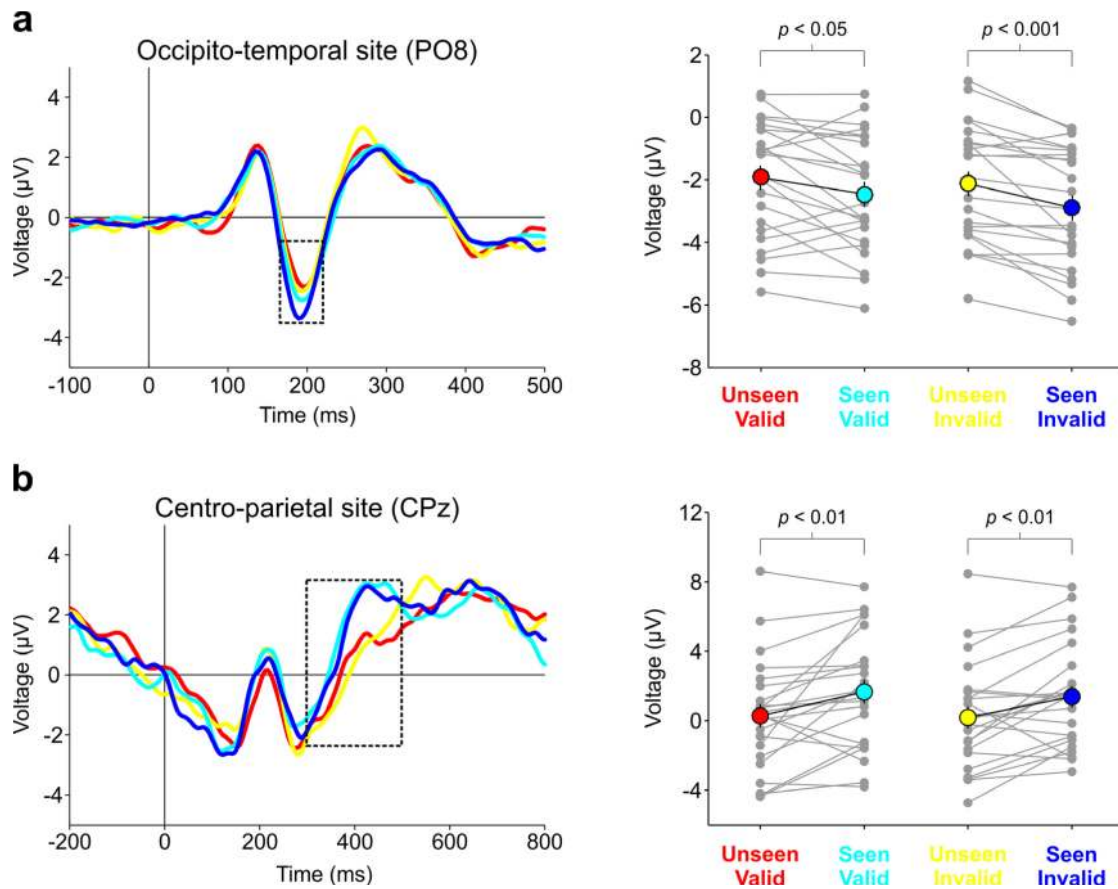 a
Occipito-temporal site (PO8)
Voltage (µV)
4
2
0
-2
-4
-100 0 100 200 300 400 500
Time (ms)
p < 0.05 p < 0.001
Voltage (µV)
0
-2
-4
-6
-8
Unseen Seen Unseen Seen
Valid Valid Invalid Invalid
b
Centro-parietal site (CPz)
Voltage (µV)
4
2
0
-2
-4
-200 0 200 400 600 800
Time (ms)
p < 0.01 p < 0.01
Voltage (µV)
12
8
4
0
-4
Unseen Seen Unseen Seen
Valid Valid Invalid Invalid